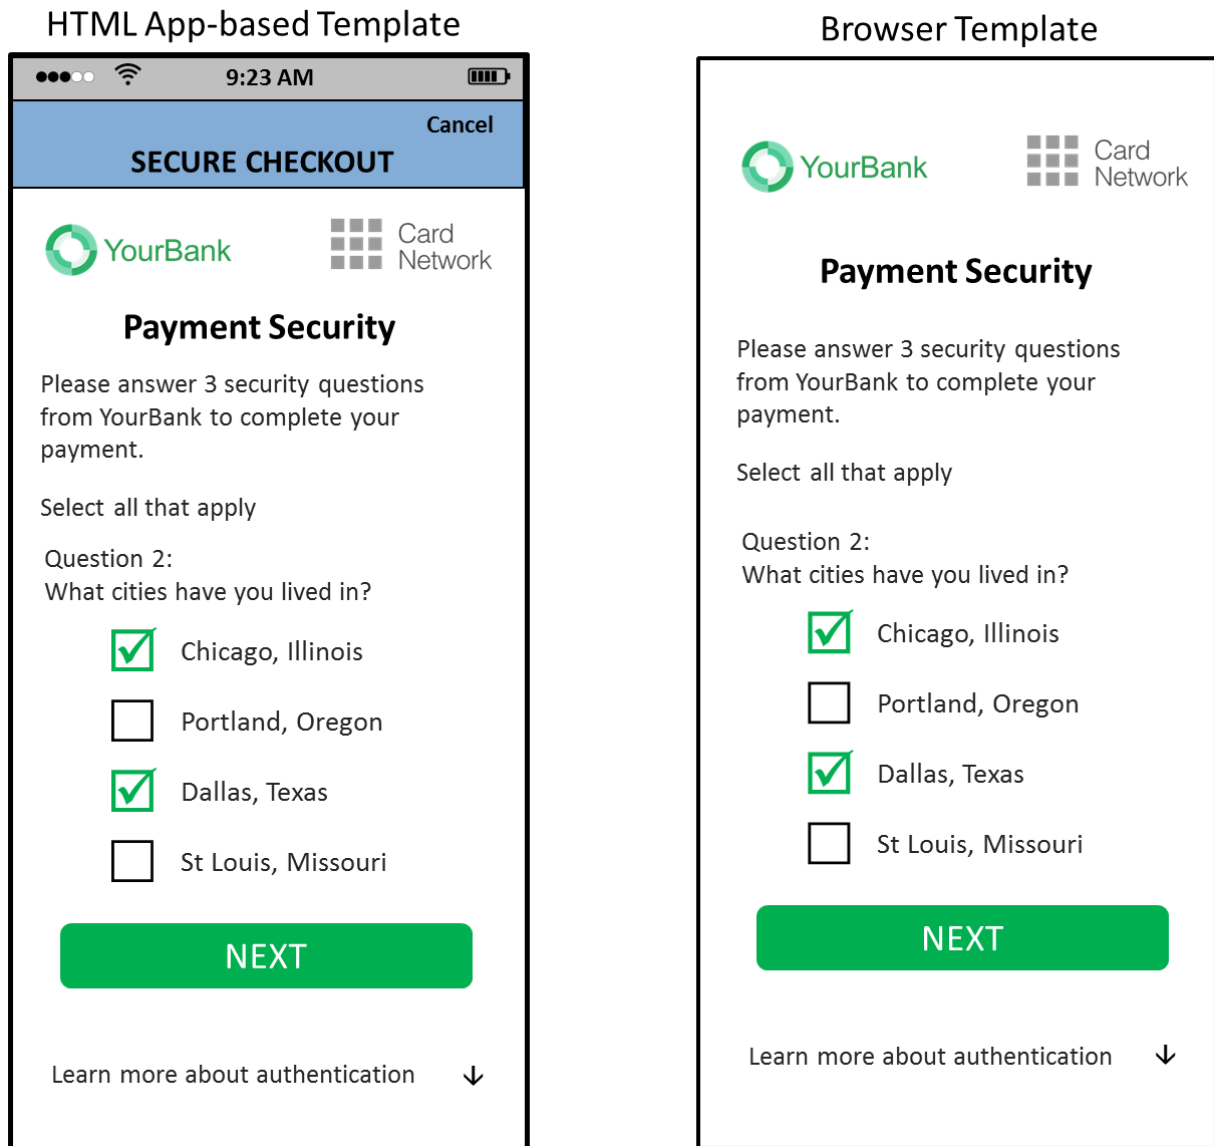 HTML App-based Template
9:23 AM
Cancel
SECURE CHECKOUT
YourBank
Card
Network
Payment Security
Please answer 3 security questions
from YourBank to complete your
payment.
Select all that apply
Question 2:
What cities have you lived in?
Chicago, Illinois
Portland, Oregon
Dallas, Texas
St Louis, Missouri
NEXT
Learn more about authentication
Browser Template
YourBank
Card
Network
Payment Security
Please answer 3 security questions
from YourBank to complete your
payment.
Select all that apply
Question 2:
What cities have you lived in?
Chicago, Illinois
Portland, Oregon
Dallas, Texas
St Louis, Missouri
NEXT
Learn more about authentication